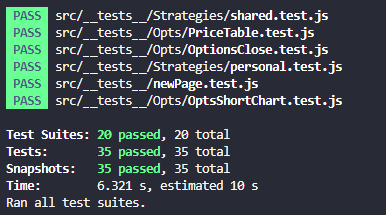 PASS src/__tests__/Strategies/shared.test.js
PASS src/__tests__/Opts/PriceTable.test.js
PASS src/__tests__/Opts/OptionsClose.test.js
PASS src/__tests__/Strategies/personal.test.js
PASS src/__tests__/newPage.test.js
PASS src/__tests__/Opts/OptsShortChart.test.js
Test Suites: 20 passed, 20 total
Tests: 35 passed, 35 total
Snapshots: 35 passed, 35 total
Time: 6.321 s, estimated 10 s
Ran all test suites.